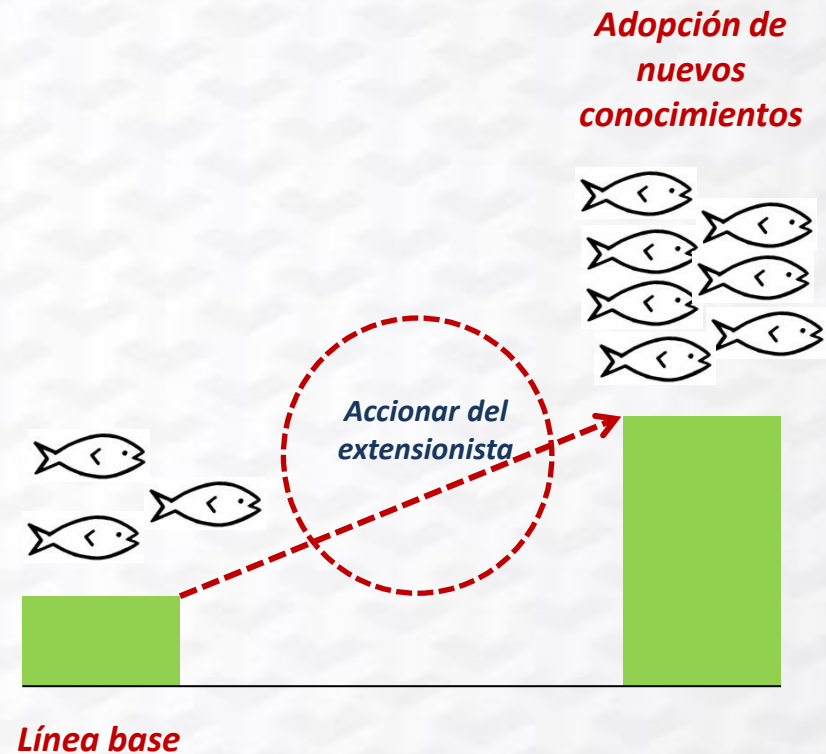 Adopción de
nuevos
conocimientos
Accionar del
extensionista
Línea base